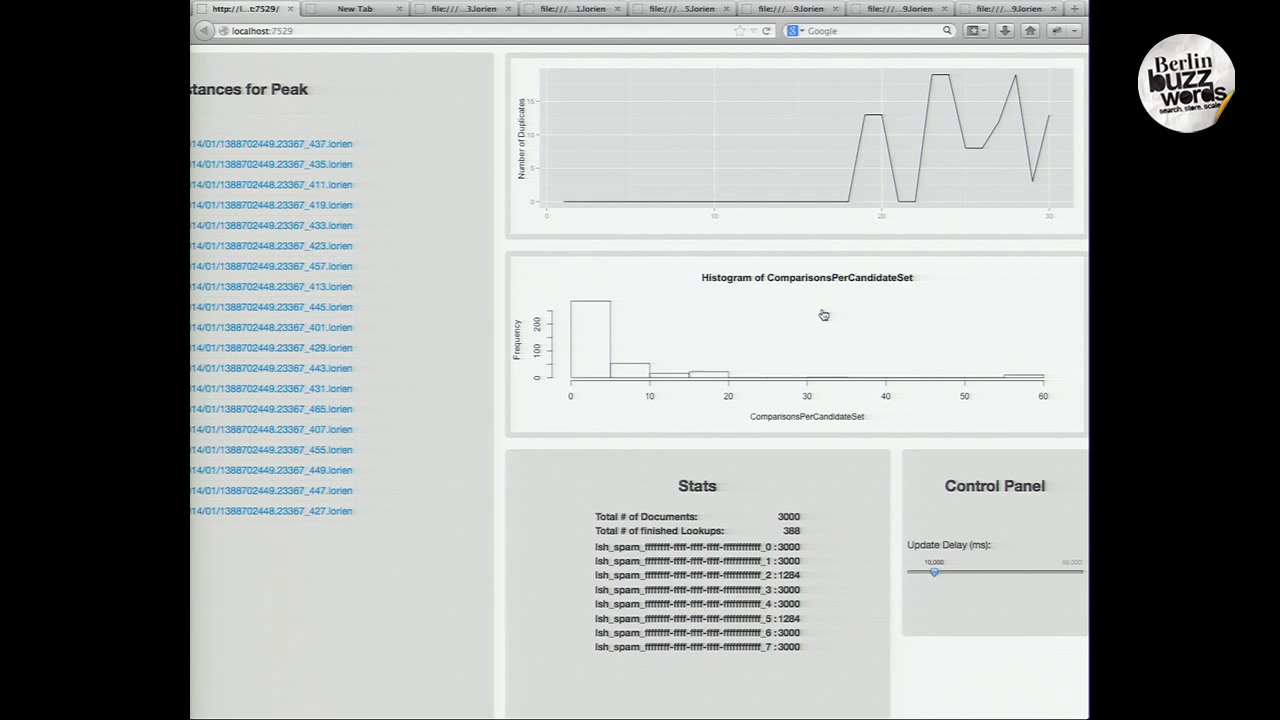 http://l...t:7529/
New Tab
file:///...3.lorien
file:///...1.lorien
file:///...5.lorien
file:///...9.lorien
file:///...9.lorien
file:///...9.lorien
localhost:7529
Google
Berlin
buzz
words
search. store. scale.
stances for Peak
14/01/1388702449.23367_437.lorien
14/01/1388702449.23367_435.lorien
14/01/1388702448.23367_411.lorien
14/01/1388702448.23367_419.lorien
14/01/1388702449.23367_433.lorien
14/01/1388702448.23367_423.lorien
14/01/1388702449.23367_457.lorien
14/01/1388702448.23367_413.lorien
14/01/1388702449.23367_445.lorien
14/01/1388702448.23367_401.lorien
14/01/1388702449.23367_429.lorien
14/01/1388702449.23367_443.lorien
14/01/1388702449.23367_431.lorien
14/01/1388702449.23367_465.lorien
14/01/1388702448.23367_407.lorien
14/01/1388702449.23367_455.lorien
14/01/1388702449.23367_449.lorien
14/01/1388702449.23367_447.lorien
14/01/1388702448.23367_427.lorien
Number of Duplicates
15
10
5
0
0 10 20 30
Histogram of ComparisonsPerCandidateSet
Frequency
200
100
0
0 10 20 30 40 50 60
ComparisonsPerCandidateSet
Stats
Total # of Documents: 3000
Total # of finished Lookups: 388
lsh_spam_ffffffff-ffff-ffff-ffff-ffffffffffff_0 :3000
lsh_spam_ffffffff-ffff-ffff-ffff-ffffffffffff_1 :3000
lsh_spam_ffffffff-ffff-ffff-ffff-ffffffffffff_2 :1284
lsh_spam_ffffffff-ffff-ffff-ffff-ffffffffffff_3 :3000
lsh_spam_ffffffff-ffff-ffff-ffff-ffffffffffff_4 :3000
lsh_spam_ffffffff-ffff-ffff-ffff-ffffffffffff_5 :1284
lsh_spam_ffffffff-ffff-ffff-ffff-ffffffffffff_6 :3000
lsh_spam_ffffffff-ffff-ffff-ffff-ffffffffffff_7 :3000
Control Panel
Update Delay (ms):
10,000